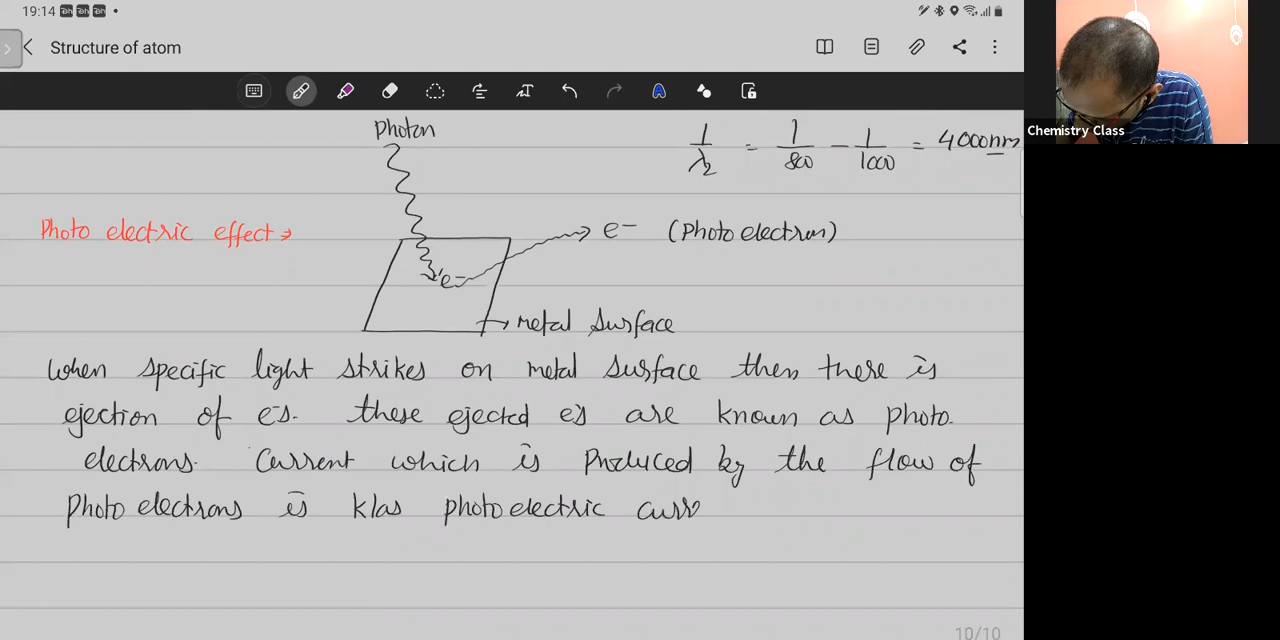 19:14
Structure of atom
Photon
1/λ2 = 1/800 - 1/1000 = 4000nm
Photo electric effect →
e-
e- (Photo electron)
metal surface
When specific light strikes on metal surface then there is
ejection of e-s. these ejected e-s are known as photo
electrons. Current which is Produced by the flow of
Photo electrons is k/as photo electric curr
10/10
Chemistry Class